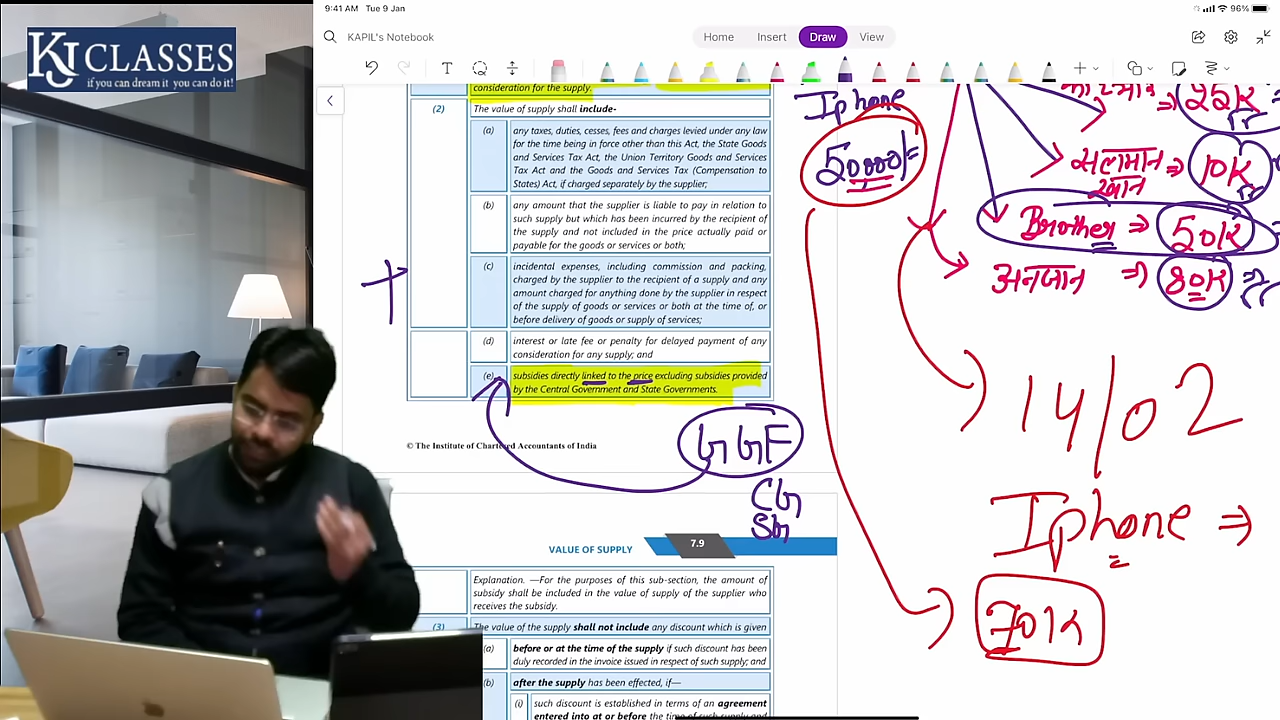 9:41 AM Tue 9 Jan
96%
KJ CLASSES
if you can dream it you can do it!
KAPIL's Notebook
Home Insert Draw View
consideration for the supply.
(2) The value of supply shall include-
(a) any taxes, duties, cesses, fees and charges levied under any law
for the time being in force other than this Act, the State Goods
and Services Tax Act, the Union Territory Goods and Services
Tax Act and the Goods and Services Tax (Compensation to
States) Act, if charged separately by the supplier;
(b) any amount that the supplier is liable to pay in relation to
such supply but which has been incurred by the recipient of
the supply and not included in the price actually paid or
payable for the goods or services or both;
(c) incidental expenses, including commission and packing,
charged by the supplier to the recipient of a supply and any
amount charged for anything done by the supplier in respect
of the supply of goods or services or both at the time of, or
before delivery of goods or supply of services;
(d) interest or late fee or penalty for delayed payment of any
consideration for any supply; and
(e) subsidies directly linked to the price excluding subsidies provided
by the Central Government and State Governments.
© The Institute of Chartered Accountants of India
VALUE OF SUPPLY 7.9
Explanation. —For the purposes of this sub-section, the amount of
subsidy shall be included in the value of supply of the supplier who
receives the subsidy.
(3) The value of the supply shall not include any discount which is given
(a) before or at the time of the supply if such discount has been
duly recorded in the invoice issued in respect of such supply; and
(b) after the supply has been effected, if—
(i) such discount is established in terms of an agreement
entered into at or before the time of such supply and
Iphone
50000/=
⇒ 25K
सलमान ⇒ 10K
खान
Brother ⇒ 50K
अनजान ⇒ 80K
GGF
CG
SG
14/02
Iphone ⇒
70K